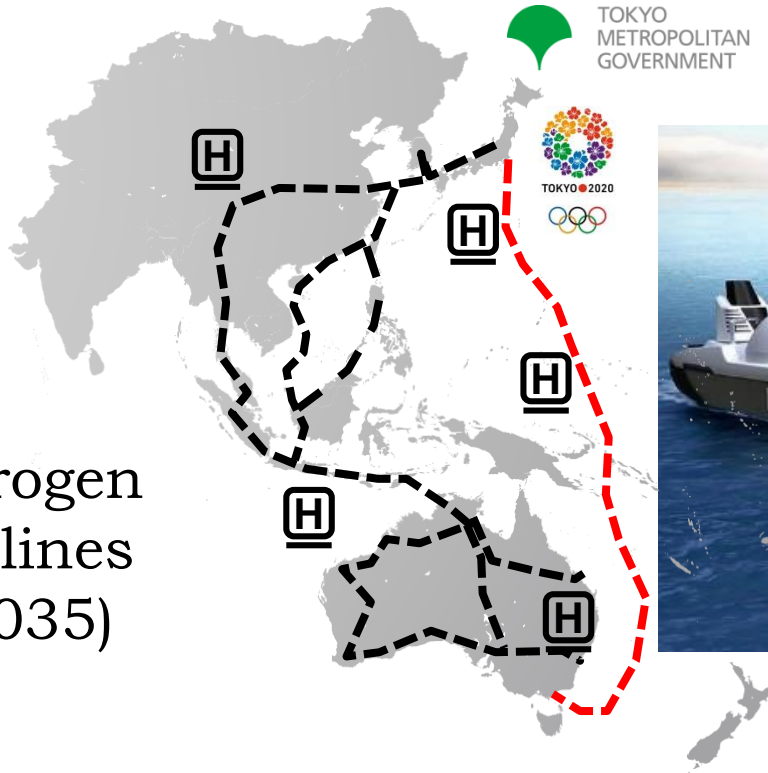 TOKYO
METROPOLITAN
GOVERNMENT
H
TOKYO 2020
H
H
rogen
lines
035)
H
H